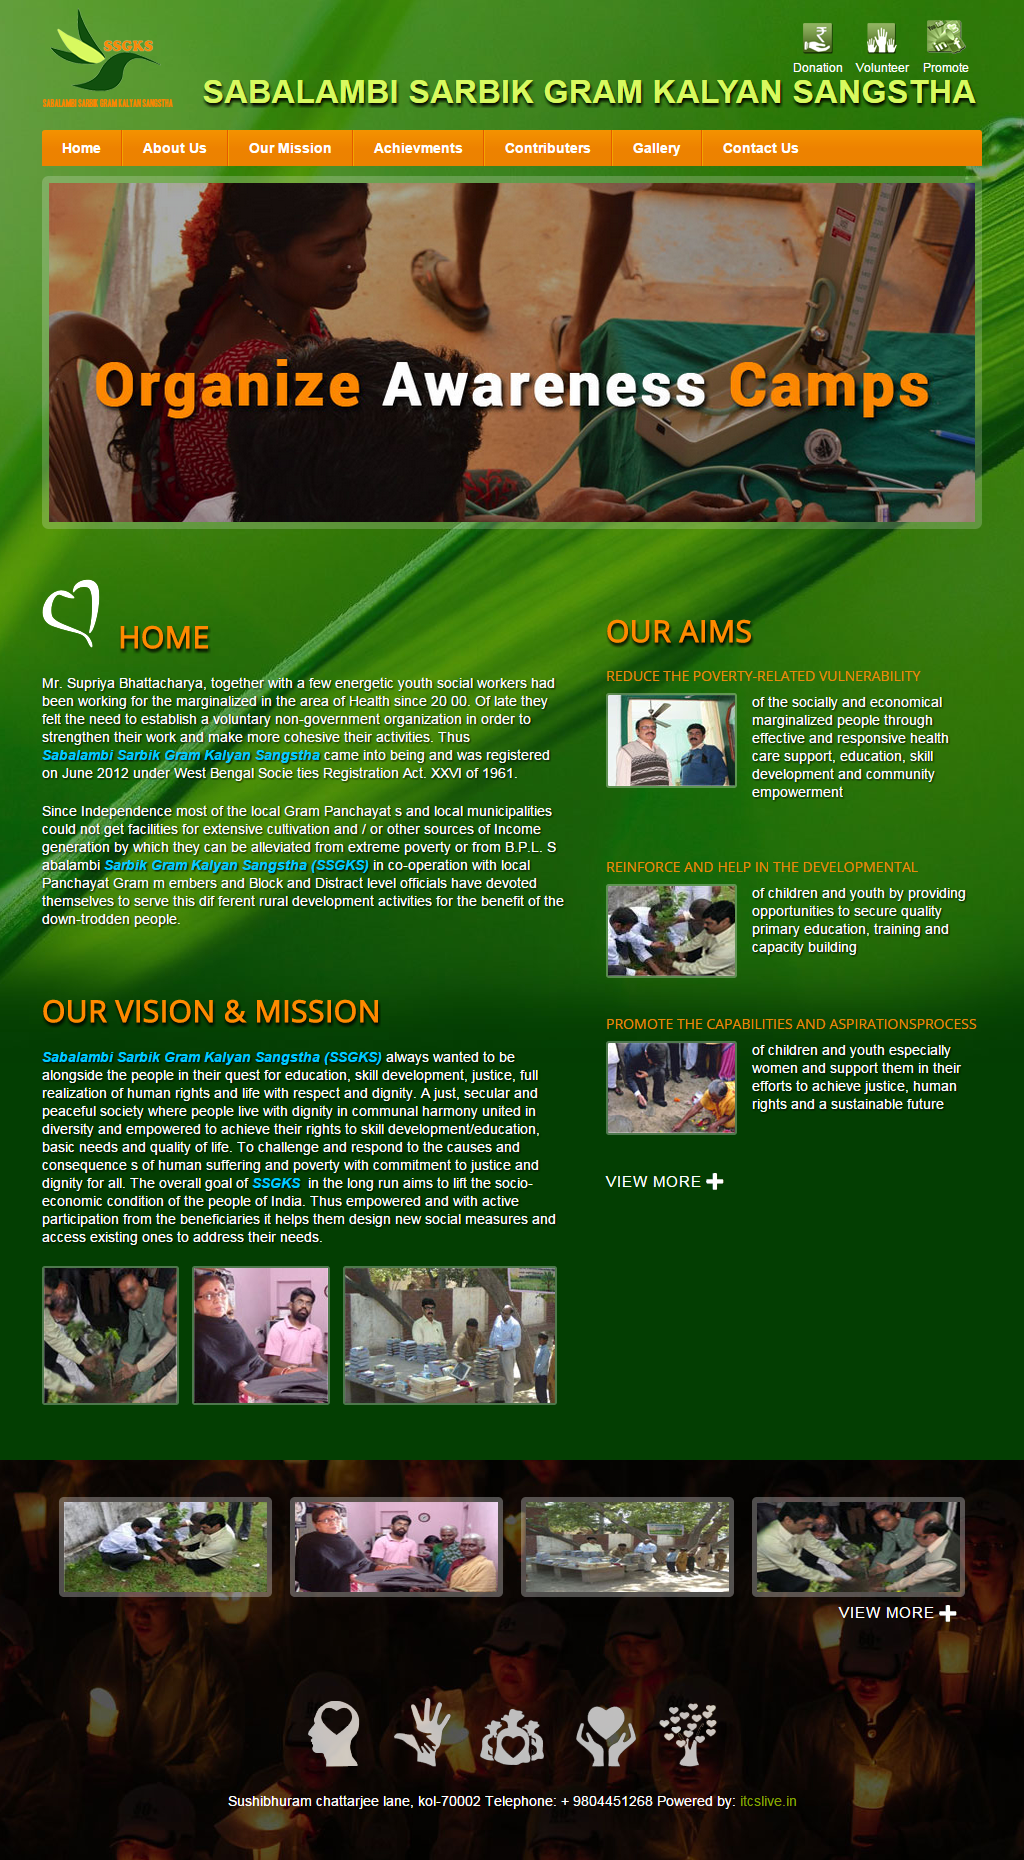 SSGKS
SABALAMBI SARBIK GRAM KALYAN SANGSTHA
Donation Volunteer Promote
SABALAMBI SARBIK GRAM KALYAN SANGSTHA
Home About Us Our Mission Achievments Contributers Gallery Contact Us
Organize Awareness Camps
HOME
Mr. Supriya Bhattacharya, together with a few energetic youth social workers had
been working for the marginalized in the area of Health since 20 00. Of late they
felt the need to establish a voluntary non-government organization in order to
strengthen their work and make more cohesive their activities. Thus
Sabalambi Sarbik Gram Kalyan Sangstha came into being and was registered
on June 2012 under West Bengal Socie ties Registration Act. XXVI of 1961.
Since Independence most of the local Gram Panchayat s and local municipalities
could not get facilities for extensive cultivation and / or other sources of Income
generation by which they can be alleviated from extreme poverty or from B.P.L. S
abalambi Sarbik Gram Kalyan Sangstha (SSGKS) in co-operation with local
Panchayat Gram m embers and Block and Distract level officials have devoted
themselves to serve this dif ferent rural development activities for the benefit of the
down-trodden people.
OUR VISION & MISSION
Sabalambi Sarbik Gram Kalyan Sangstha (SSGKS) always wanted to be
alongside the people in their quest for education, skill development, justice, full
realization of human rights and life with respect and dignity. A just, secular and
peaceful society where people live with dignity in communal harmony united in
diversity and empowered to achieve their rights to skill development/education,
basic needs and quality of life. To challenge and respond to the causes and
consequence s of human suffering and poverty with commitment to justice and
dignity for all. The overall goal of SSGKS in the long run aims to lift the socio-
economic condition of the people of India. Thus empowered and with active
participation from the beneficiaries it helps them design new social measures and
access existing ones to address their needs.
OUR AIMS
REDUCE THE POVERTY-RELATED VULNERABILITY
of the socially and economical
marginalized people through
effective and responsive health
care support, education, skill
development and community
empowerment
REINFORCE AND HELP IN THE DEVELOPMENTAL
of children and youth by providing
opportunities to secure quality
primary education, training and
capacity building
PROMOTE THE CAPABILITIES AND ASPIRATIONSPROCESS
of children and youth especially
women and support them in their
efforts to achieve justice, human
rights and a sustainable future
VIEW MORE
VIEW MORE
Sushibhuram chattarjee lane, kol-70002 Telephone: + 9804451268 Powered by: itcslive.in